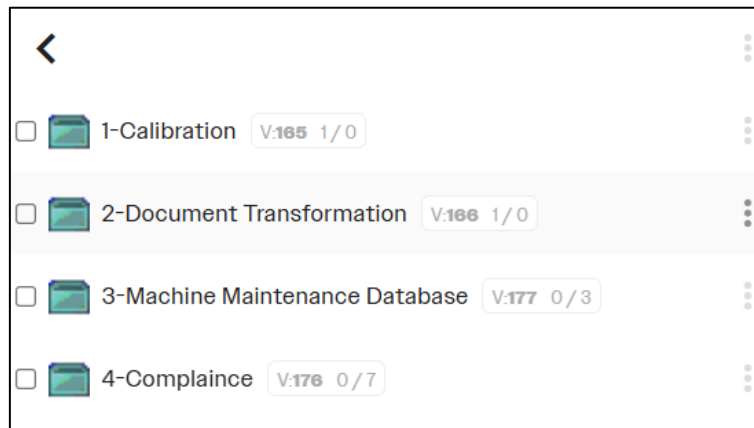 1-Calibration V:165 1/0
2-Document Transformation V:166 1/0
3-Machine Maintenance Database V:177 0/3
4-Complaince V:176 0/7